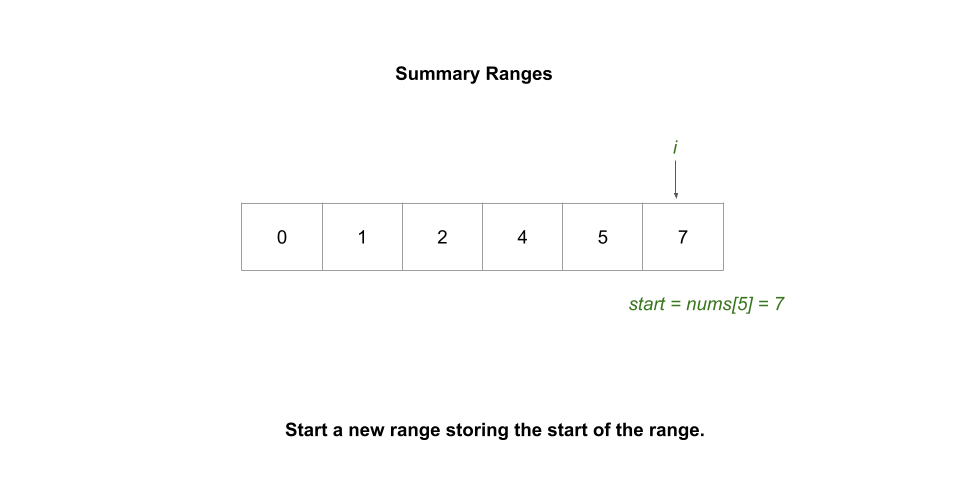 Summary Ranges
i
0 1 2 4 5 7
start = nums[5] = 7
Start a new range storing the start of the range.